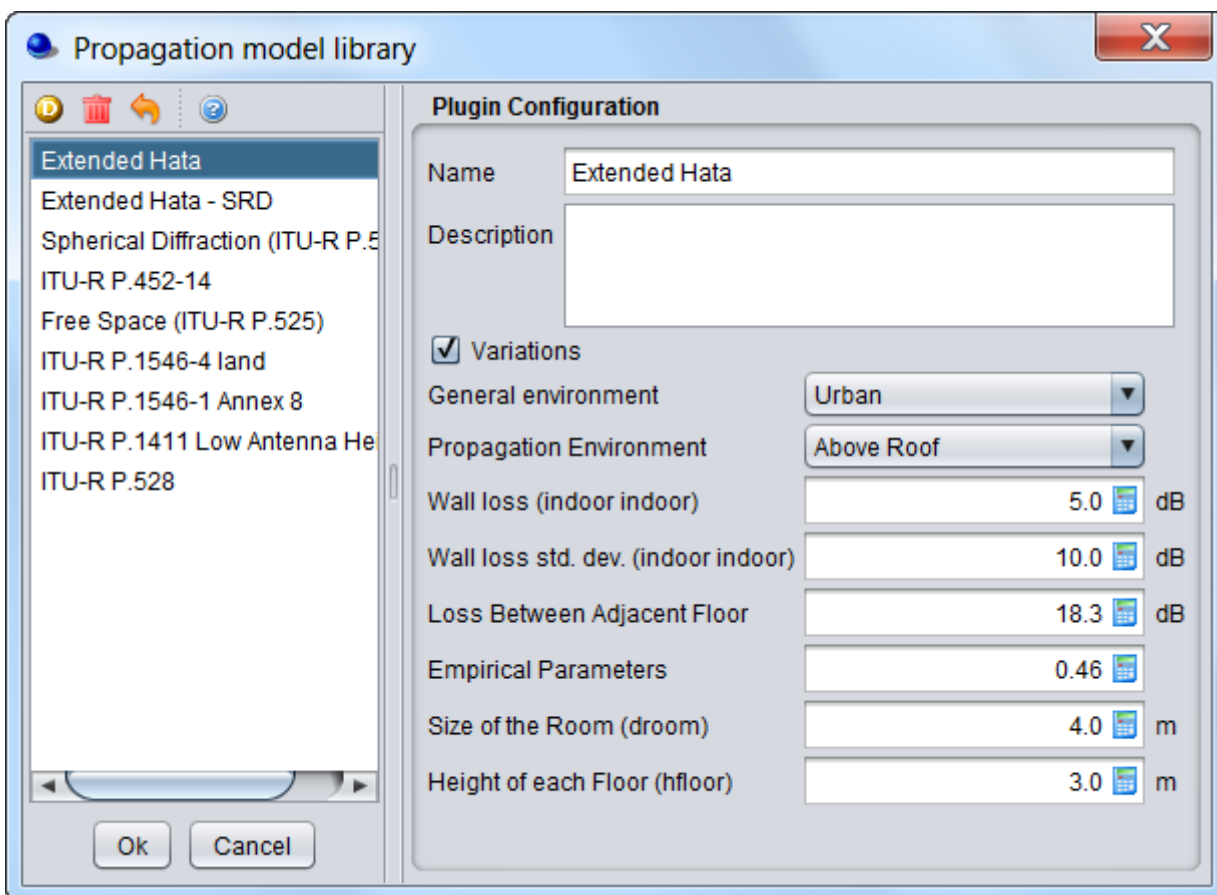 Propagation model library
Extended Hata
Extended Hata - SRD
Spherical Diffraction (ITU-R P.5
ITU-R P.452-14
Free Space (ITU-R P.525)
ITU-R P.1546-4 land
ITU-R P.1546-1 Annex 8
ITU-R P.1411 Low Antenna Hei
ITU-R P.528
Ok Cancel
Plugin Configuration
Name Extended Hata
Description
Variations
General environment Urban
Propagation Environment Above Roof
Wall loss (indoor indoor) 5.0 dB
Wall loss std. dev. (indoor indoor) 10.0 dB
Loss Between Adjacent Floor 18.3 dB
Empirical Parameters 0.46
Size of the Room (droom) 4.0 m
Height of each Floor (hfloor) 3.0 m